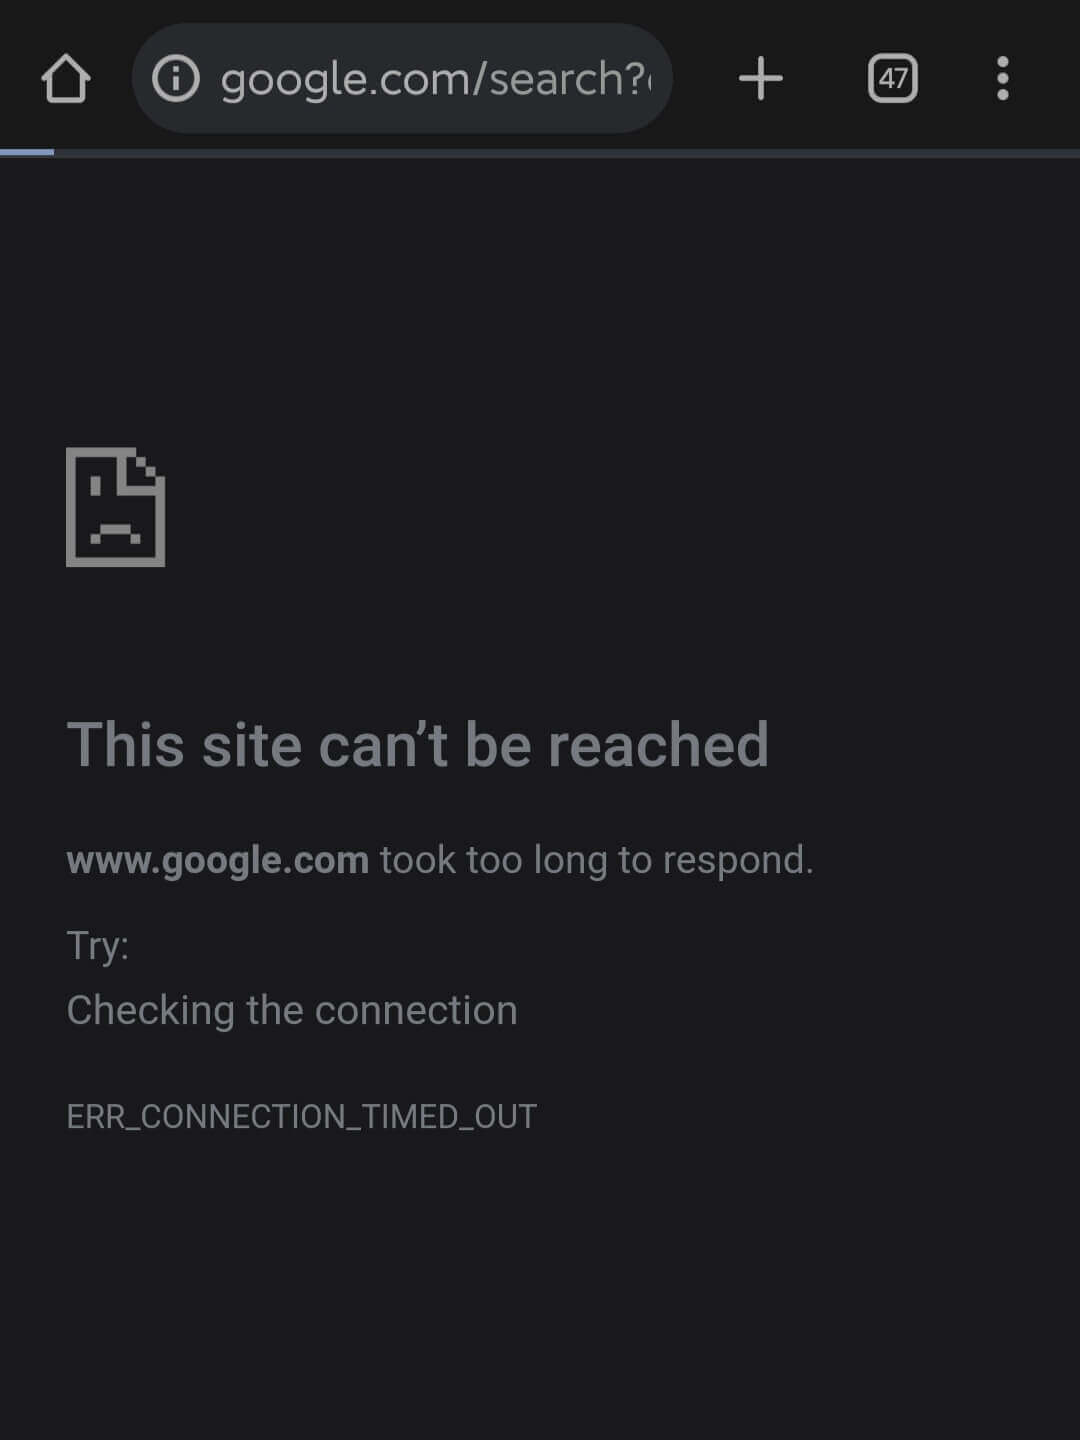 google.com/search?
47
This site can’t be reached
www.google.com took too long to respond.
Try:
Checking the connection
ERR_CONNECTION_TIMED_OUT